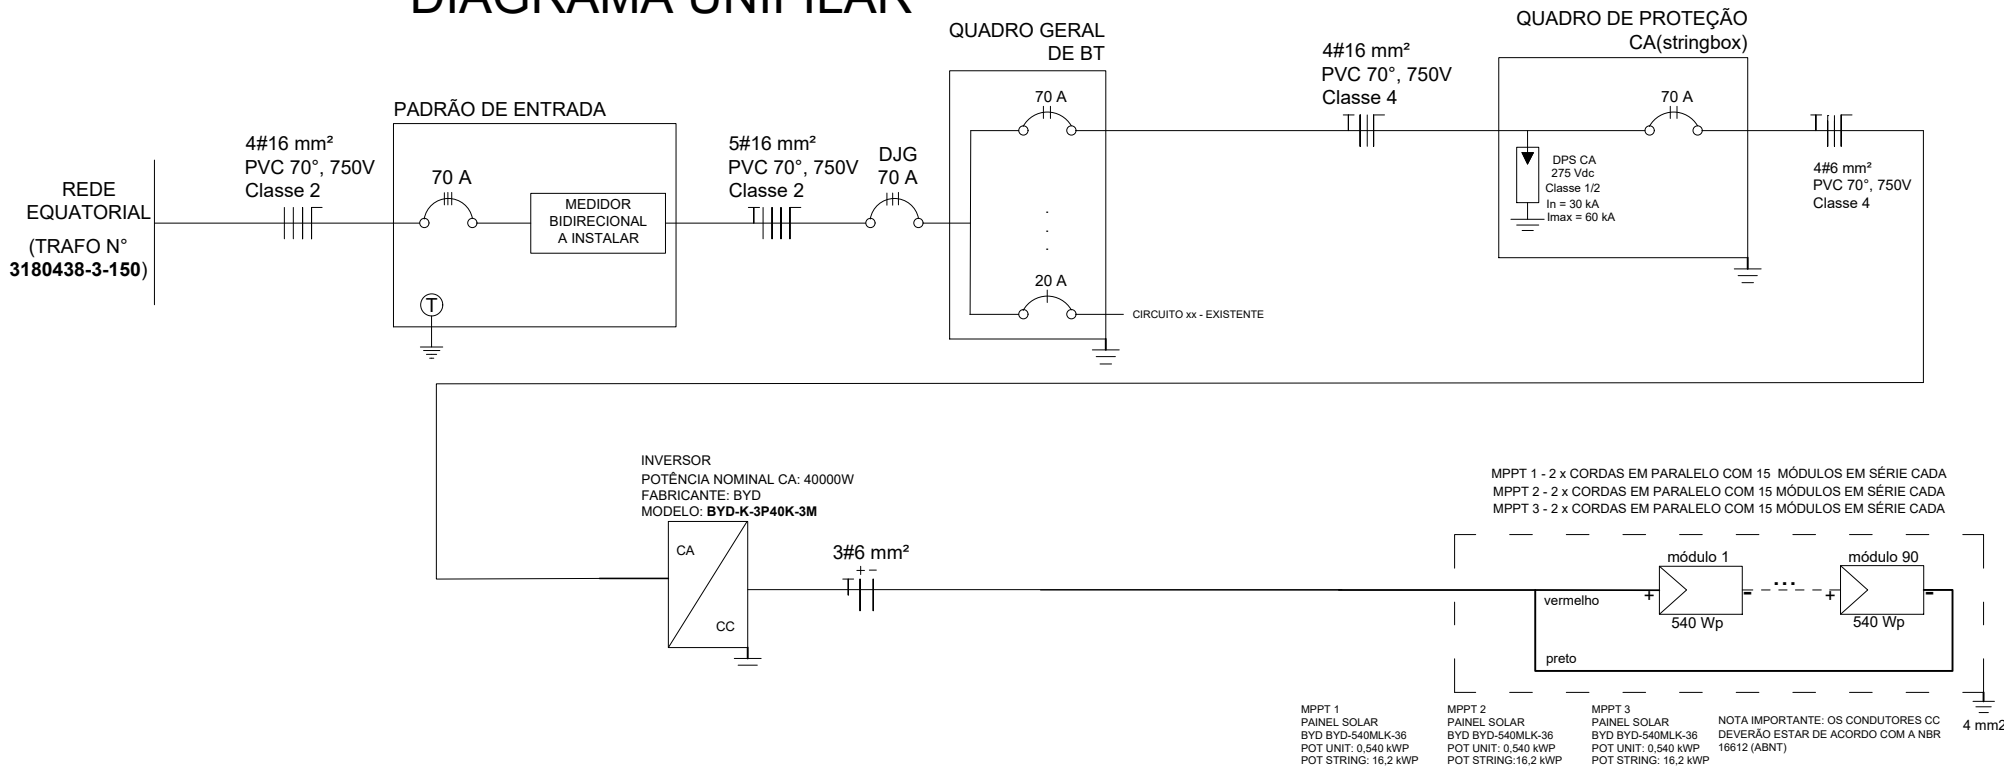 DIAGRAMA UNIFILAR
REDE
EQUATORIAL
(TRAFO N°
3180438-3-150)
4#16 mm²
PVC 70°, 750V
Classe 2
PADRÃO DE ENTRADA
70 A
MEDIDOR
BIDIRECIONAL
A INSTALAR
T
5#16 mm²
PVC 70°, 750V
Classe 2
DJG
70 A
QUADRO GERAL
DE BT
70 A
20 A
CIRCUITO xx - EXISTENTE
4#16 mm²
PVC 70°, 750V
Classe 4
QUADRO DE PROTEÇÃO
CA(stringbox)
70 A
DPS CA
275 Vdc
Classe 1/2
In = 30 kA
Imax = 60 kA
4#6 mm²
PVC 70°, 750V
Classe 4
INVERSOR
POTÊNCIA NOMINAL CA: 40000W
FABRICANTE: BYD
MODELO: BYD-K-3P40K-3M
CA
CC
3#6 mm²
+ -
MPPT 1 - 2 x CORDAS EM PARALELO COM 15 MÓDULOS EM SÉRIE CADA
MPPT 2 - 2 x CORDAS EM PARALELO COM 15 MÓDULOS EM SÉRIE CADA
MPPT 3 - 2 x CORDAS EM PARALELO COM 15 MÓDULOS EM SÉRIE CADA
módulo 1
módulo 90
vermelho
+ - ... + -
540 Wp
540 Wp
preto
4 mm2
MPPT 1
PAINEL SOLAR
BYD BYD-540MLK-36
POT UNIT: 0,540 kWP
POT STRING: 16,2 kWP
MPPT 2
PAINEL SOLAR
BYD BYD-540MLK-36
POT UNIT: 0,540 kWP
POT STRING:16,2 kWP
MPPT 3
PAINEL SOLAR
BYD BYD-540MLK-36
POT UNIT: 0,540 kWP
POT STRING: 16,2 kWP
NOTA IMPORTANTE: OS CONDUTORES CC
DEVERÃO ESTAR DE ACORDO COM A NBR
16612 (ABNT)